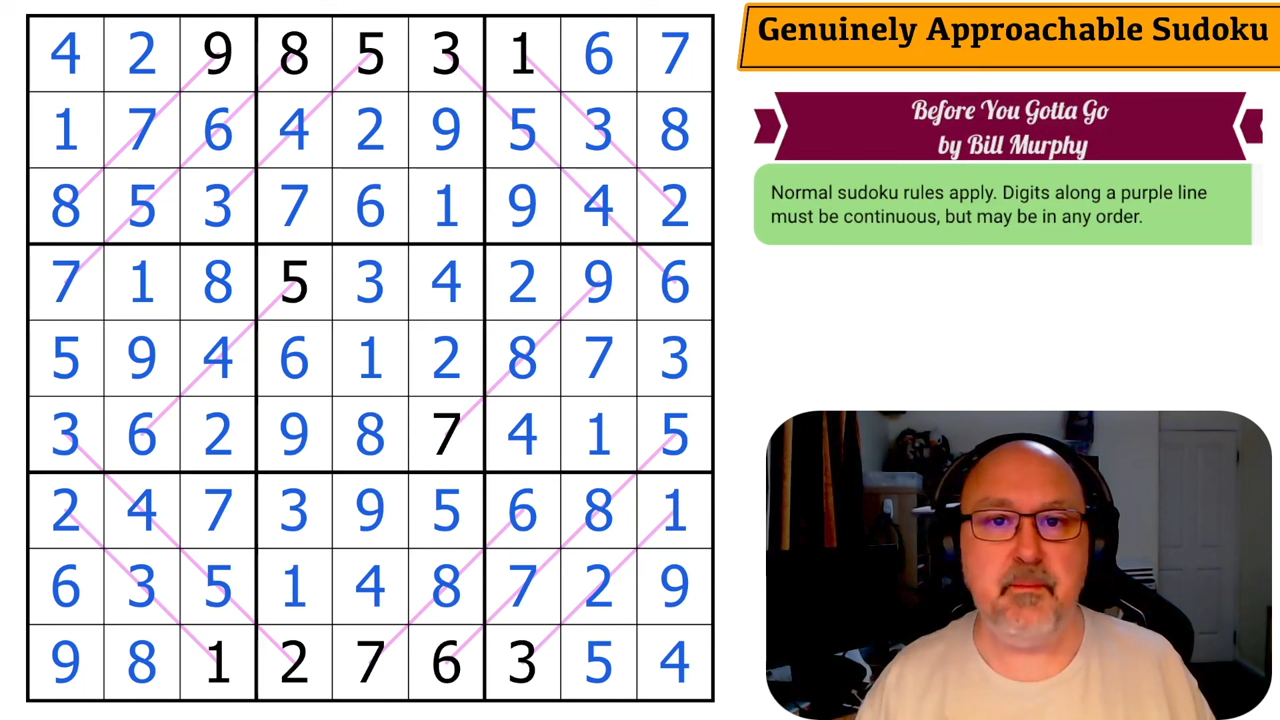 Genuinely Approachable Sudoku
Before You Gotta Go
by Bill Murphy
Normal sudoku rules apply. Digits along a purple line
must be continuous, but may be in any order.
4 2 9 8 5 3 1 6 7
1 7 6 4 2 9 5 3 8
8 5 3 7 6 1 9 4 2
7 1 8 5 3 4 2 9 6
5 9 4 6 1 2 8 7 3
3 6 2 9 8 7 4 1 5
2 4 7 3 9 5 6 8 1
6 3 5 1 4 8 7 2 9
9 8 1 2 7 6 3 5 4